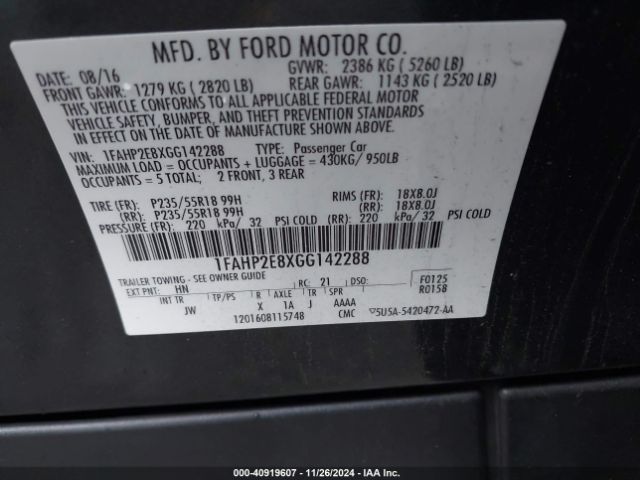 MFD. BY FORD MOTOR CO.
DATE: 08/16 GVWR: 2386 KG ( 5260 LB)
FRONT GAWR: 1279 KG ( 2820 LB) REAR GAWR: 1143 KG ( 2520 LB)
THIS VEHICLE CONFORMS TO ALL APPLICABLE FEDERAL MOTOR
VEHICLE SAFETY, BUMPER, AND THEFT PREVENTION STANDARDS
IN EFFECT ON THE DATE OF MANUFACTURE SHOWN ABOVE.
VIN: 1FAHP2E8XGG142288 TYPE: Passenger Car
MAXIMUM LOAD = OCCUPANTS + LUGGAGE = 430KG/ 950LB
OCCUPANTS = 5 TOTAL; 2 FRONT, 3 REAR
TIRE (FR): P235/55R18 99H RIMS (FR): 18X8.0J
(RR): P235/55R18 99H (RR): 18X8.0J
PRESSURE (FR): 220 kPa/ 32 PSI COLD (RR): 220 kPa/ 32 PSI COLD
1FAHP2E8XGG142288
TRAILER TOWING - SEE OWNER GUIDE
EXT PNT: HN RC: 21 DSO: F0125
R0158
INT TR TP/PS R AXLE TR SPR
JW X 1A J AAAA
1201608115748 CMC ▽5U5A-5420472-AA
000-40919607 - 11/26/2024 - IAA Inc.